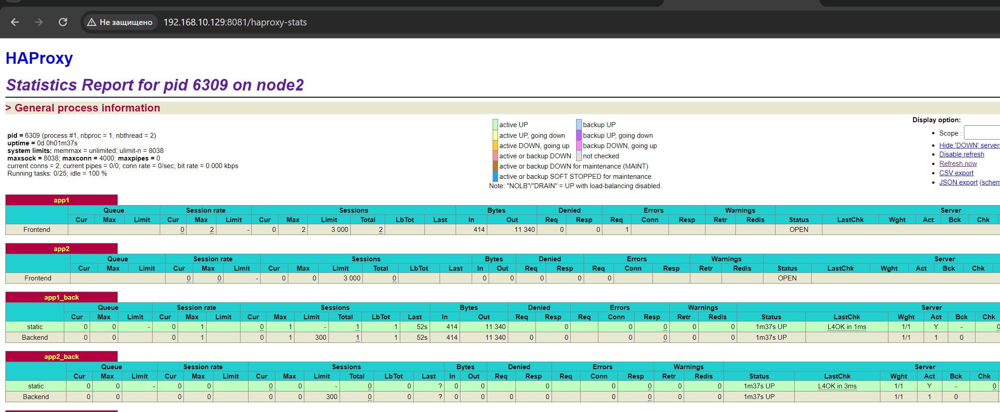 Не защищено 192.168.10.129:8081/haproxy-stats
HAProxy
Statistics Report for pid 6309 on node2
> General process information
pid = 6309 (process #1, nbproc = 1, nbthread = 2)
uptime = 0d 0h01m37s
system limits: memmax = unlimited; ulimit-n = 8038
maxsock = 8038; maxconn = 4000; maxpipes = 0
current conns = 2; current pipes = 0/0; conn rate = 0/sec; bit rate = 0.000 kbps
Running tasks: 0/25; idle = 100 %
active UP backup UP
active UP, going down backup UP, going down
active DOWN, going up backup DOWN, going up
active or backup DOWN not checked
active or backup DOWN for maintenance (MAINT)
active or backup SOFT STOPPED for maintenance
Note: "NOLB"/"DRAIN" = UP with load-balancing disabled.
Display option:
Scope :
Hide 'DOWN' servers
Disable refresh
Refresh now
CSV export
JSON export (schem
app1
Queue Session rate Sessions Bytes Denied Errors Warnings Server
Cur Max Limit Cur Max Limit Cur Max Limit Total LbTot Last In Out Req Resp Req Conn Resp Retr Redis Status LastChk Wght Act Bck Chk
Frontend 0 2 - 0 2 3 000 2 414 11 340 0 0 1 OPEN
app2
Queue Session rate Sessions Bytes Denied Errors Warnings Server
Cur Max Limit Cur Max Limit Cur Max Limit Total LbTot Last In Out Req Resp Req Conn Resp Retr Redis Status LastChk Wght Act Bck Chk
Frontend 0 0 - 0 0 3 000 0 0 0 0 0 0 OPEN
app1_back
Queue Session rate Sessions Bytes Denied Errors Warnings Server
Cur Max Limit Cur Max Limit Cur Max Limit Total LbTot Last In Out Req Resp Req Conn Resp Retr Redis Status LastChk Wght Act Bck Chk
static 0 0 - 0 1 0 1 - 1 1 52s 414 11 340 0 0 0 0 0 1m37s UP L4OK in 1ms 1/1 Y - 0
Backend 0 0 0 1 0 1 300 1 1 52s 414 11 340 0 0 0 0 0 0 1m37s UP 1/1 1 0
app2_back
Queue Session rate Sessions Bytes Denied Errors Warnings Server
Cur Max Limit Cur Max Limit Cur Max Limit Total LbTot Last In Out Req Resp Req Conn Resp Retr Redis Status LastChk Wght Act Bck Chk
static 0 0 - 0 0 0 0 - 0 0 ? 0 0 0 0 0 0 0 1m37s UP L4OK in 3ms 1/1 Y - 0
Backend 0 0 0 0 0 0 300 0 0 ? 0 0 0 0 0 0 0 0 1m37s UP 1/1 1 0